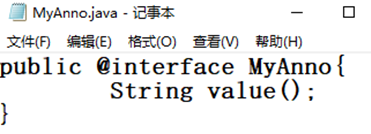 MyAnno.java - 记事本
文件(F) 编辑(E) 格式(O) 查看(V) 帮助(H)
public @interface MyAnno{
String value();
}